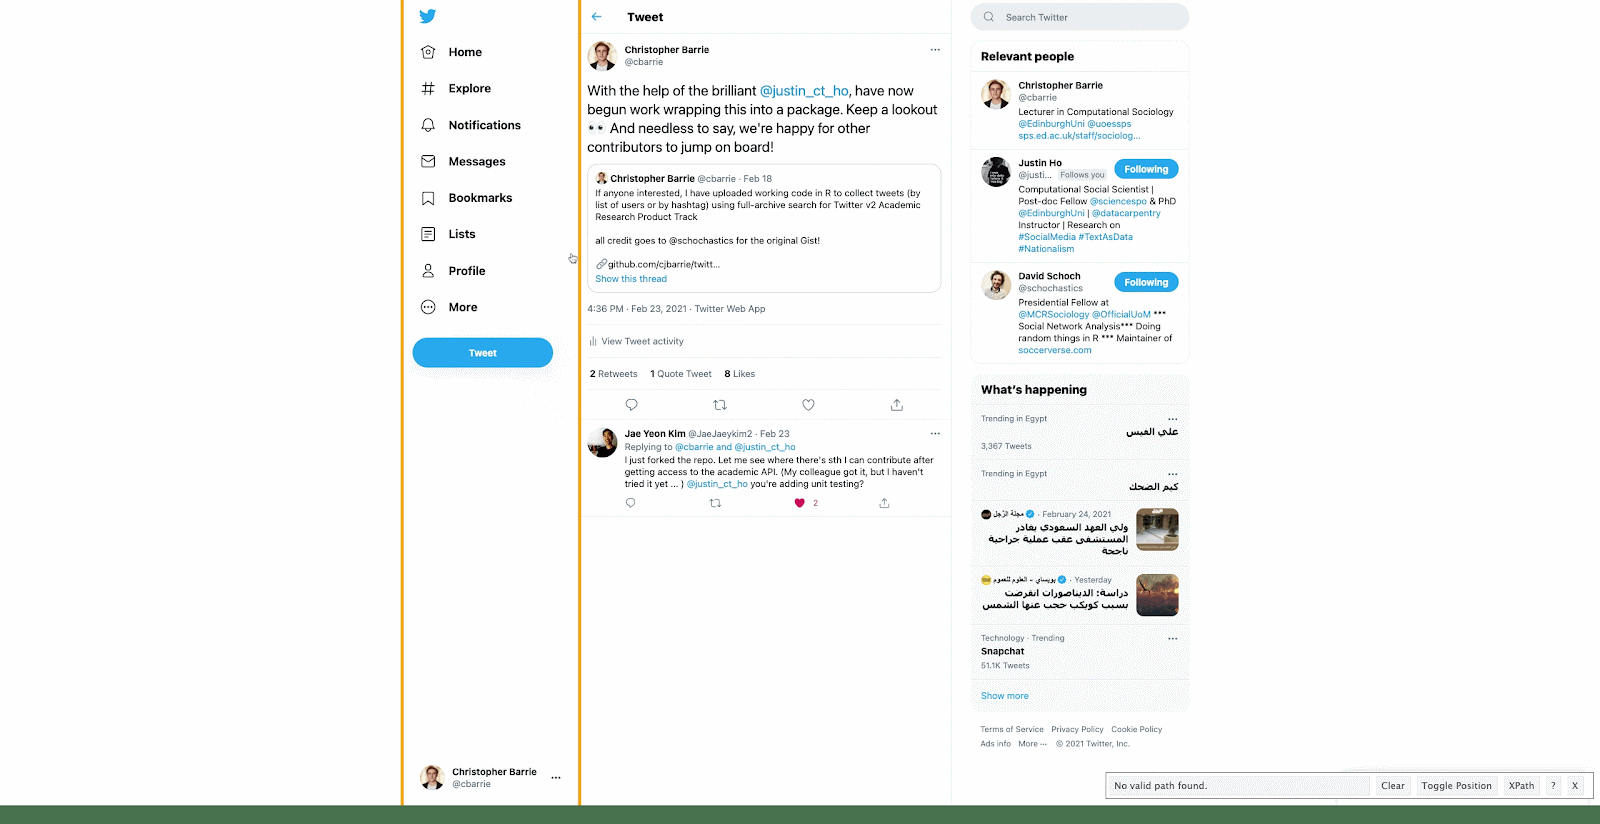 Home
Explore
Notifications
Messages
Bookmarks
Lists
Profile
More
Tweet
Christopher Barrie
@cbarrie
Tweet
Christopher Barrie
@cbarrie
With the help of the brilliant @justin_ct_ho, have now
begun work wrapping this into a package. Keep a lookout
👀 And needless to say, we're happy for other
contributors to jump on board!
Christopher Barrie @cbarrie · Feb 18
If anyone interested, I have uploaded working code in R to collect tweets (by
list of users or by hashtag) using full-archive search for Twitter v2 Academic
Research Product Track
all credit goes to @schochastics for the original Gist!
🔗github.com/cjbarrie/twitt...
Show this thread
4:36 PM · Feb 23, 2021 · Twitter Web App
View Tweet activity
2 Retweets 1 Quote Tweet 8 Likes
Jae Yeon Kim @JaeJaeykim2 · Feb 23
Replying to @cbarrie and @justin_ct_ho
I just forked the repo. Let me see where there's sth I can contribute after
getting access to the academic API. (My colleague got it, but I haven't
tried it yet ... ) @justin_ct_ho you're adding unit testing?
2
Search Twitter
Relevant people
Christopher Barrie
@cbarrie
Lecturer in Computational Sociology
@EdinburghUni @uoessps
sps.ed.ac.uk/staff/sociolog...
Justin Ho
@justi... Follows you
Following
Computational Social Scientist |
Post-doc Fellow @sciencespo & PhD
@EdinburghUni | @datacarpentry
Instructor | Research on
#SocialMedia #TextAsData
#Nationalism
David Schoch
@schochastics
Following
Presidential Fellow at
@MCRSociology @OfficialUoM ***
Social Network Analysis*** Doing
random things in R *** Maintainer of
soccerverse.com
What's happening
Trending in Egypt
علي الغيس
3,367 Tweets
Trending in Egypt
كيم الضحك
مجلة الرّجل · February 24, 2021
ولي العهد السعودي يغادر
المستشفى عقب عملية جراحية
ناجحة
بويساي - العلوم للعموم · Yesterday
دراسة: الديناصورات انقرضت
بسبب كويكب حجب عنها الشمس
Technology · Trending
Snapchat
51.1K Tweets
Show more
Terms of Service Privacy Policy Cookie Policy
Ads info More ··· © 2021 Twitter, Inc.
No valid path found.
Clear
Toggle Position
XPath
?
X